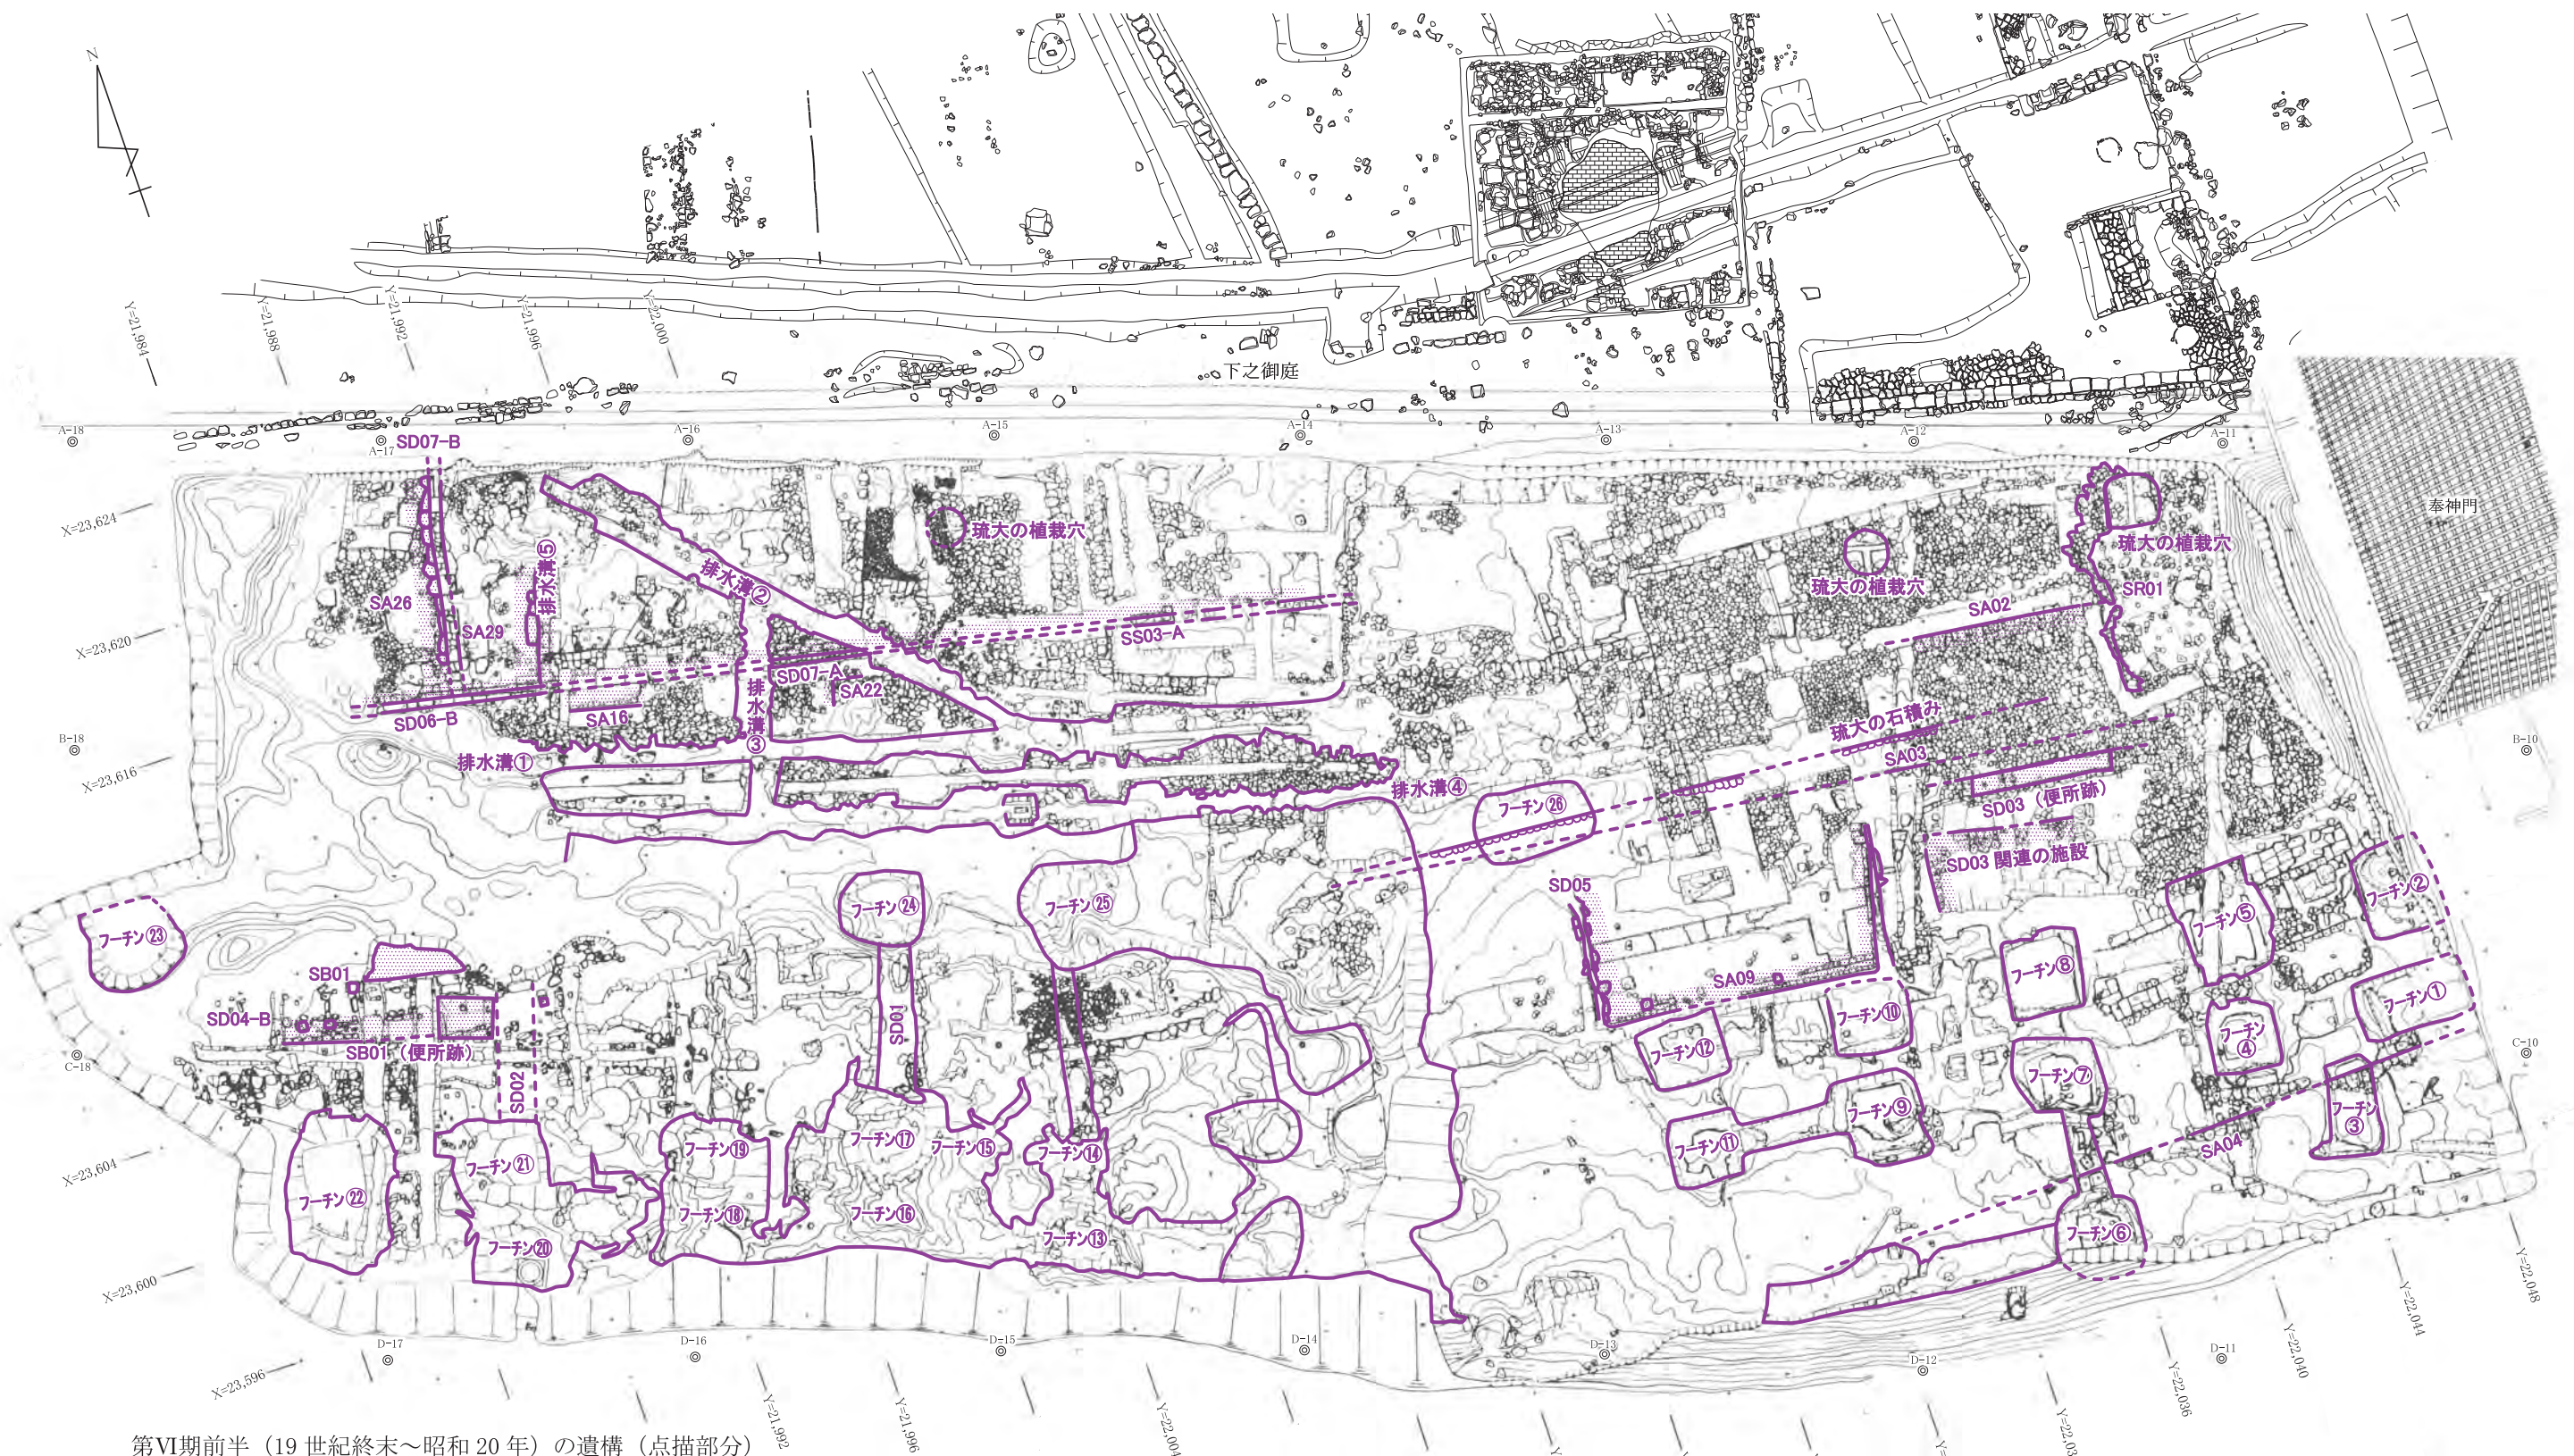 N
Y=21,984
Y=21,988
Y=21,992
Y=21,996
Y=22,000
下之御庭
A-18
A-17
A-16
A-15
A-14
A-13
A-12
A-11
SD07-B
奉神門
X=23,624
琉大の植栽穴
琉大の植栽穴
琉大の植栽穴
排水溝⑤
排水溝②
SR01
SA26
SA29
SA02
SS03-A
X=23,620
SD07-A
SA22
SD06-B
SA16
排水溝③
琉大の石積み
B-18
排水溝①
SA03
B-10
X=23,616
排水溝④
フーチン㉖
SD03（便所跡）
SD03 関連の施設
フーチン②
SD05
フーチン㉔
フーチン㉕
フーチン⑤
フーチン㉓
SB01
SA09
フーチン⑧
フーチン①
SD04-B
フーチン⑩
SD01
フーチン④
SB01（便所跡）
フーチン⑫
C-18
C-10
SD02
フーチン⑦
フーチン⑨
フーチン③
フーチン⑰
フーチン⑮
フーチン⑭
フーチン⑲
フーチン⑪
SA04
フーチン㉑
X=23,604
フーチン㉒
フーチン⑱
フーチン⑯
フーチン⑬
フーチン⑥
フーチン⑳
X=23,600
Y=22,048
Y=22,044
D-17
D-16
D-15
D-14
D-13
D-12
D-11
Y=22,040
X=23,596
Y=22,036
Y=21,992
Y=21,996
Y=22,004
第Ⅵ期前半（19 世紀終末～昭和 20 年）の遺構（点描部分）